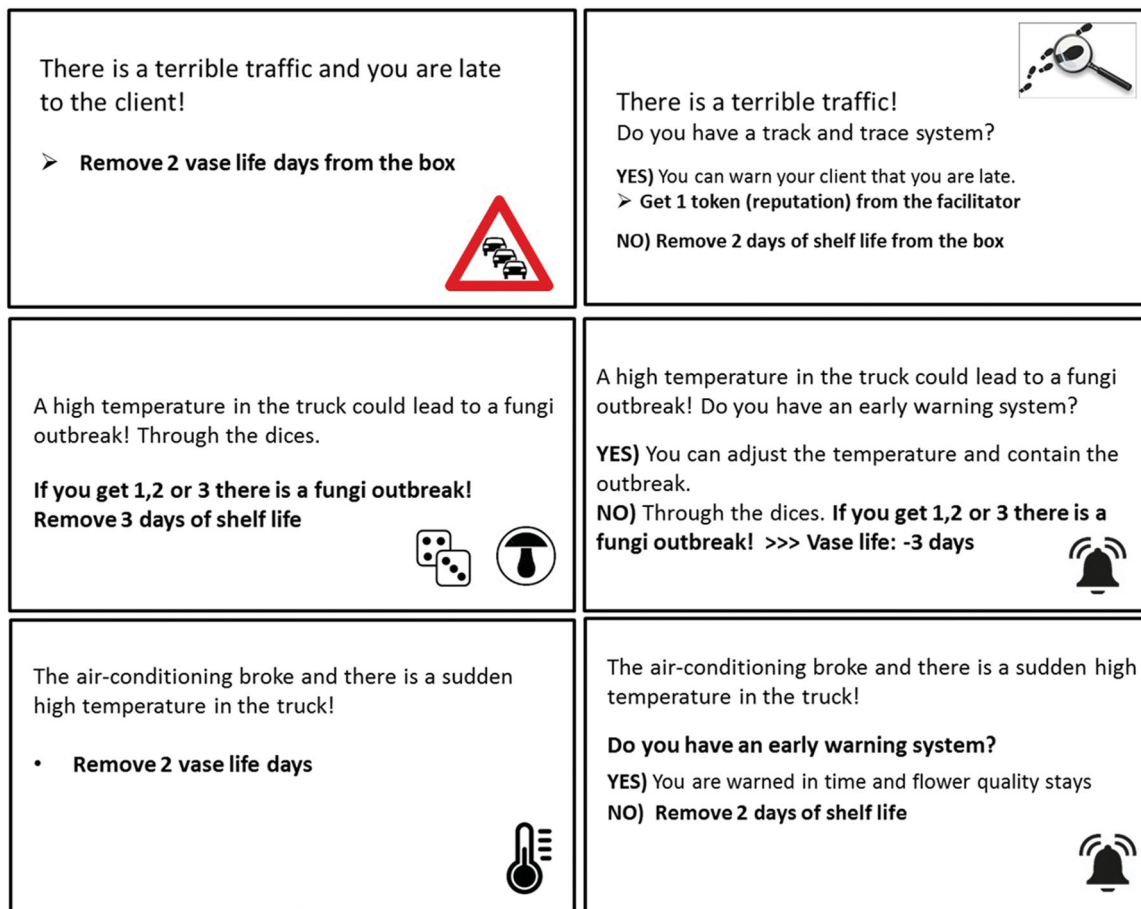 There is a terrible traffic and you are late
to the client!
➢ Remove 2 vase life days from the box
There is a terrible traffic!
Do you have a track and trace system?
YES) You can warn your client that you are late.
➢ Get 1 token (reputation) from the facilitator
NO) Remove 2 days of shelf life from the box
A high temperature in the truck could lead to a fungi
outbreak! Through the dices.
If you get 1,2 or 3 there is a fungi outbreak!
Remove 3 days of shelf life
A high temperature in the truck could lead to a fungi
outbreak! Do you have an early warning system?
YES) You can adjust the temperature and contain the
outbreak.
NO) Through the dices. If you get 1,2 or 3 there is a
fungi outbreak! >>> Vase life: -3 days
The air-conditioning broke and there is a sudden
high temperature in the truck!
• Remove 2 vase life days
The air-conditioning broke and there is a sudden high
temperature in the truck!
Do you have an early warning system?
YES) You are warned in time and flower quality stays
NO) Remove 2 days of shelf life